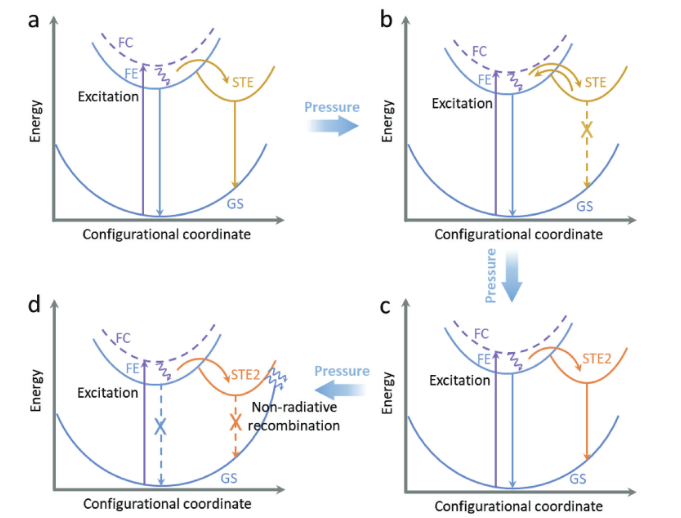 a
FC
FE
STE
Excitation
GS
Energy
Configurational coordinate
Pressure
b
FC
FE
STE
Excitation
X
GS
Energy
Configurational coordinate
Pressure
d
FC
FE
STE2
Excitation
Non-radiative
recombination
X
X
GS
Energy
Configurational coordinate
Pressure
c
FC
FE
STE2
Excitation
GS
Energy
Configurational coordinate